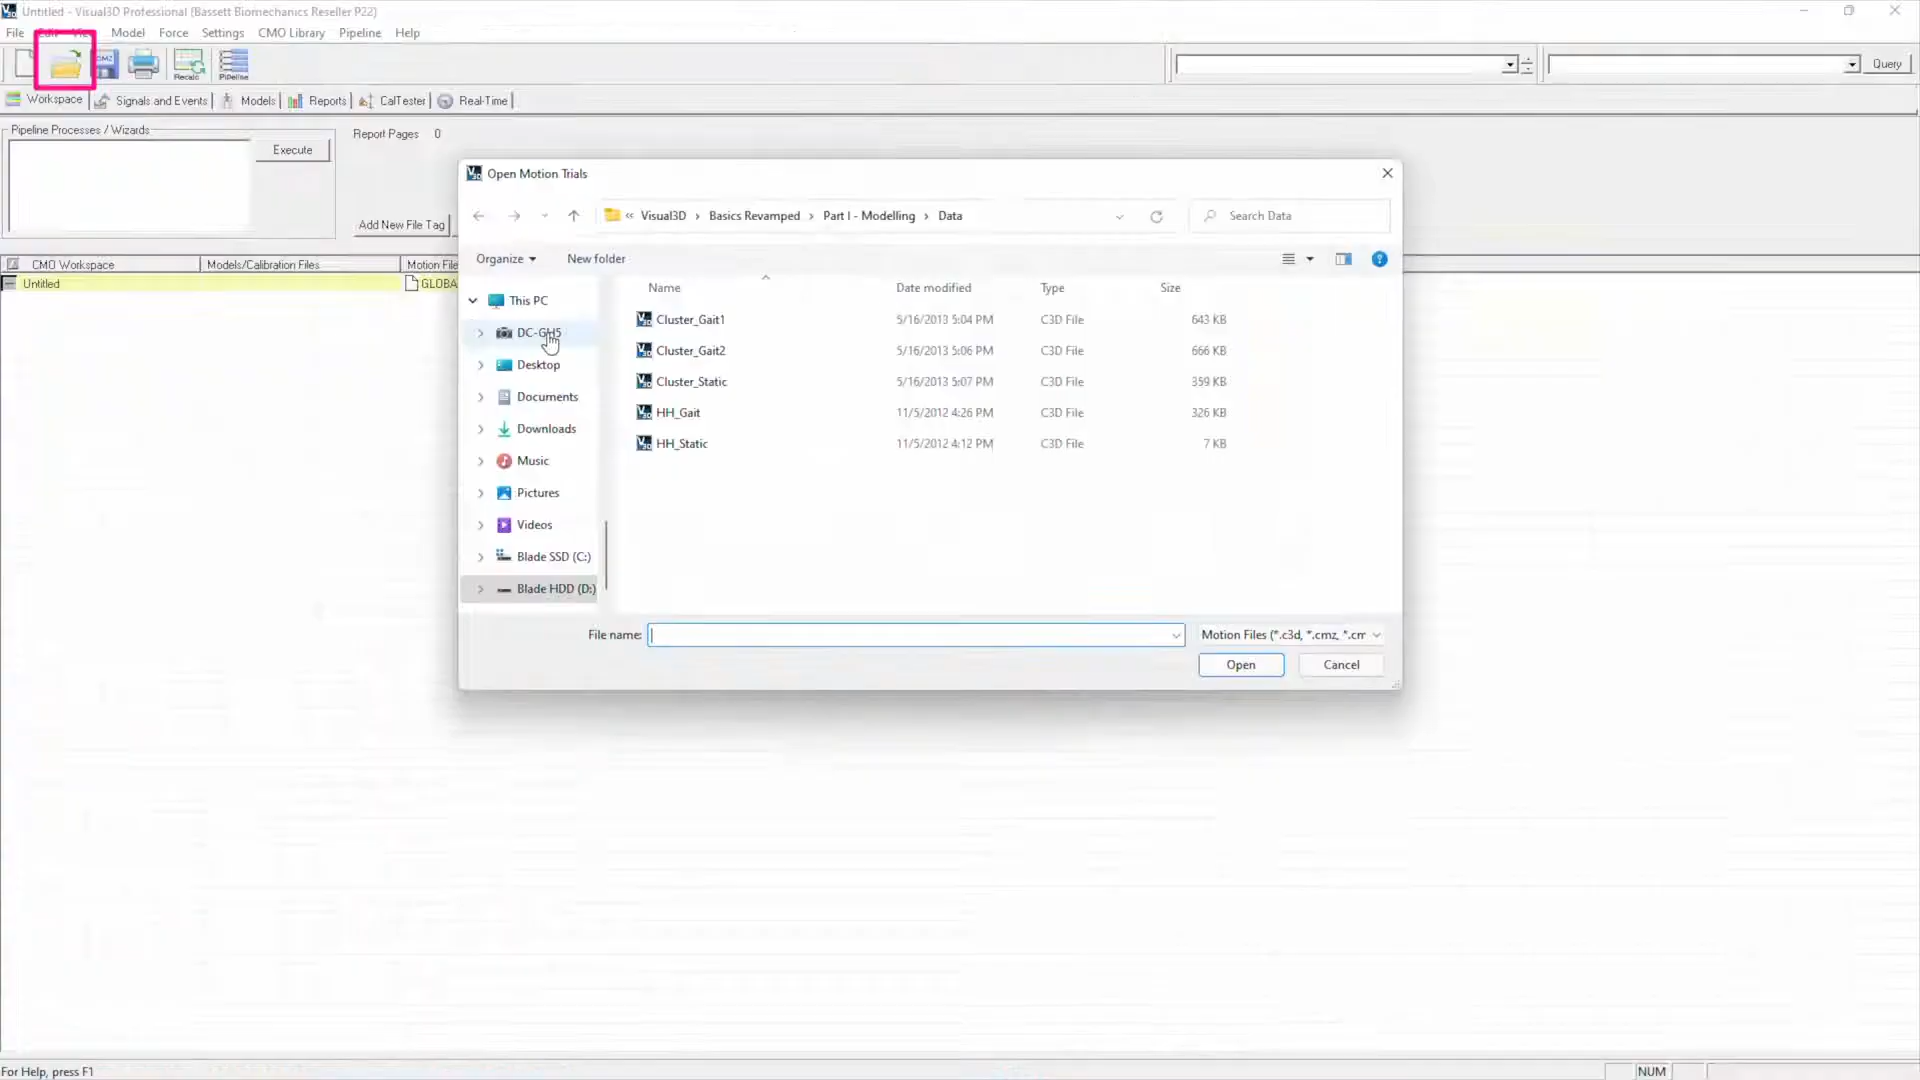 Untitled - Visual3D Professional (Bassett Biomechanics Reseller P22)
File Edit View Model Force Settings CMO Library Pipeline Help
CMZ Recalc Pipeline Query
Workspace Signals and Events Models Reports CalTester Real-Time
Pipeline Processes / Wizards
Report Pages 0
Execute
Add New File Tag
CMO Workspace Models/Calibration Files Motion File
Untitled GLOBA
Open Motion Trials
« Visual3D › Basics Revamped › Part I - Modelling › Data
Search Data
Organize New folder
Name Date modified Type Size
This PC
DC-GH5
Desktop
Documents
Downloads
Music
Pictures
Videos
Blade SSD (C:)
Blade HDD (D:)
Cluster_Gait1 5/16/2013 5:04 PM C3D File 643 KB
Cluster_Gait2 5/16/2013 5:06 PM C3D File 666 KB
Cluster_Static 5/16/2013 5:07 PM C3D File 359 KB
HH_Gait 11/5/2012 4:26 PM C3D File 326 KB
HH_Static 11/5/2012 4:12 PM C3D File 7 KB
File name: Motion Files (*.c3d, *.cmz, *.cm
Open Cancel
For Help, press F1 NUM